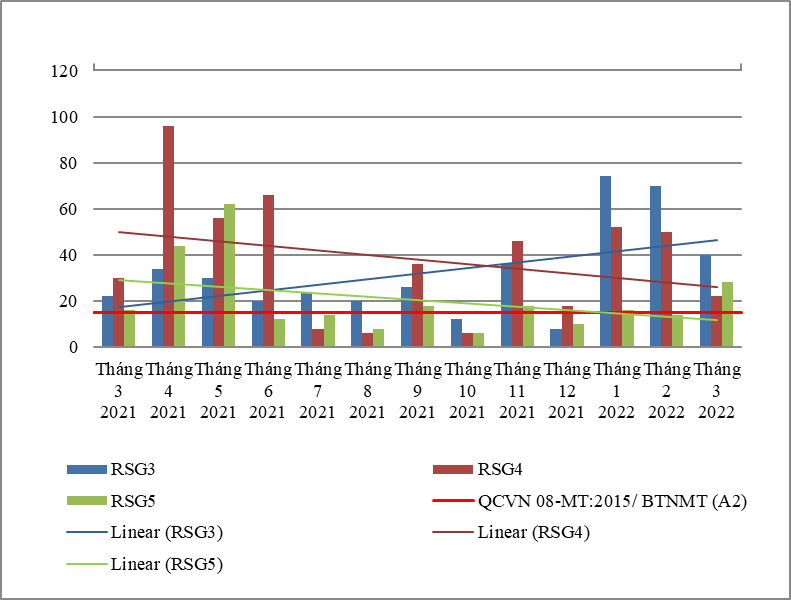 120
100
80
60
40
20
0
Tháng Tháng Tháng Tháng Tháng Tháng Tháng Tháng Tháng Tháng Tháng Tháng Tháng
3 4 5 6 7 8 9 10 11 12 1 2 3
2021 2021 2021 2021 2021 2021 2021 2021 2021 2021 2022 2022 2022
RSG3 RSG4
RSG5 QCVN 08-MT:2015/ BTNMT (A2)
Linear (RSG3) Linear (RSG4)
Linear (RSG5)